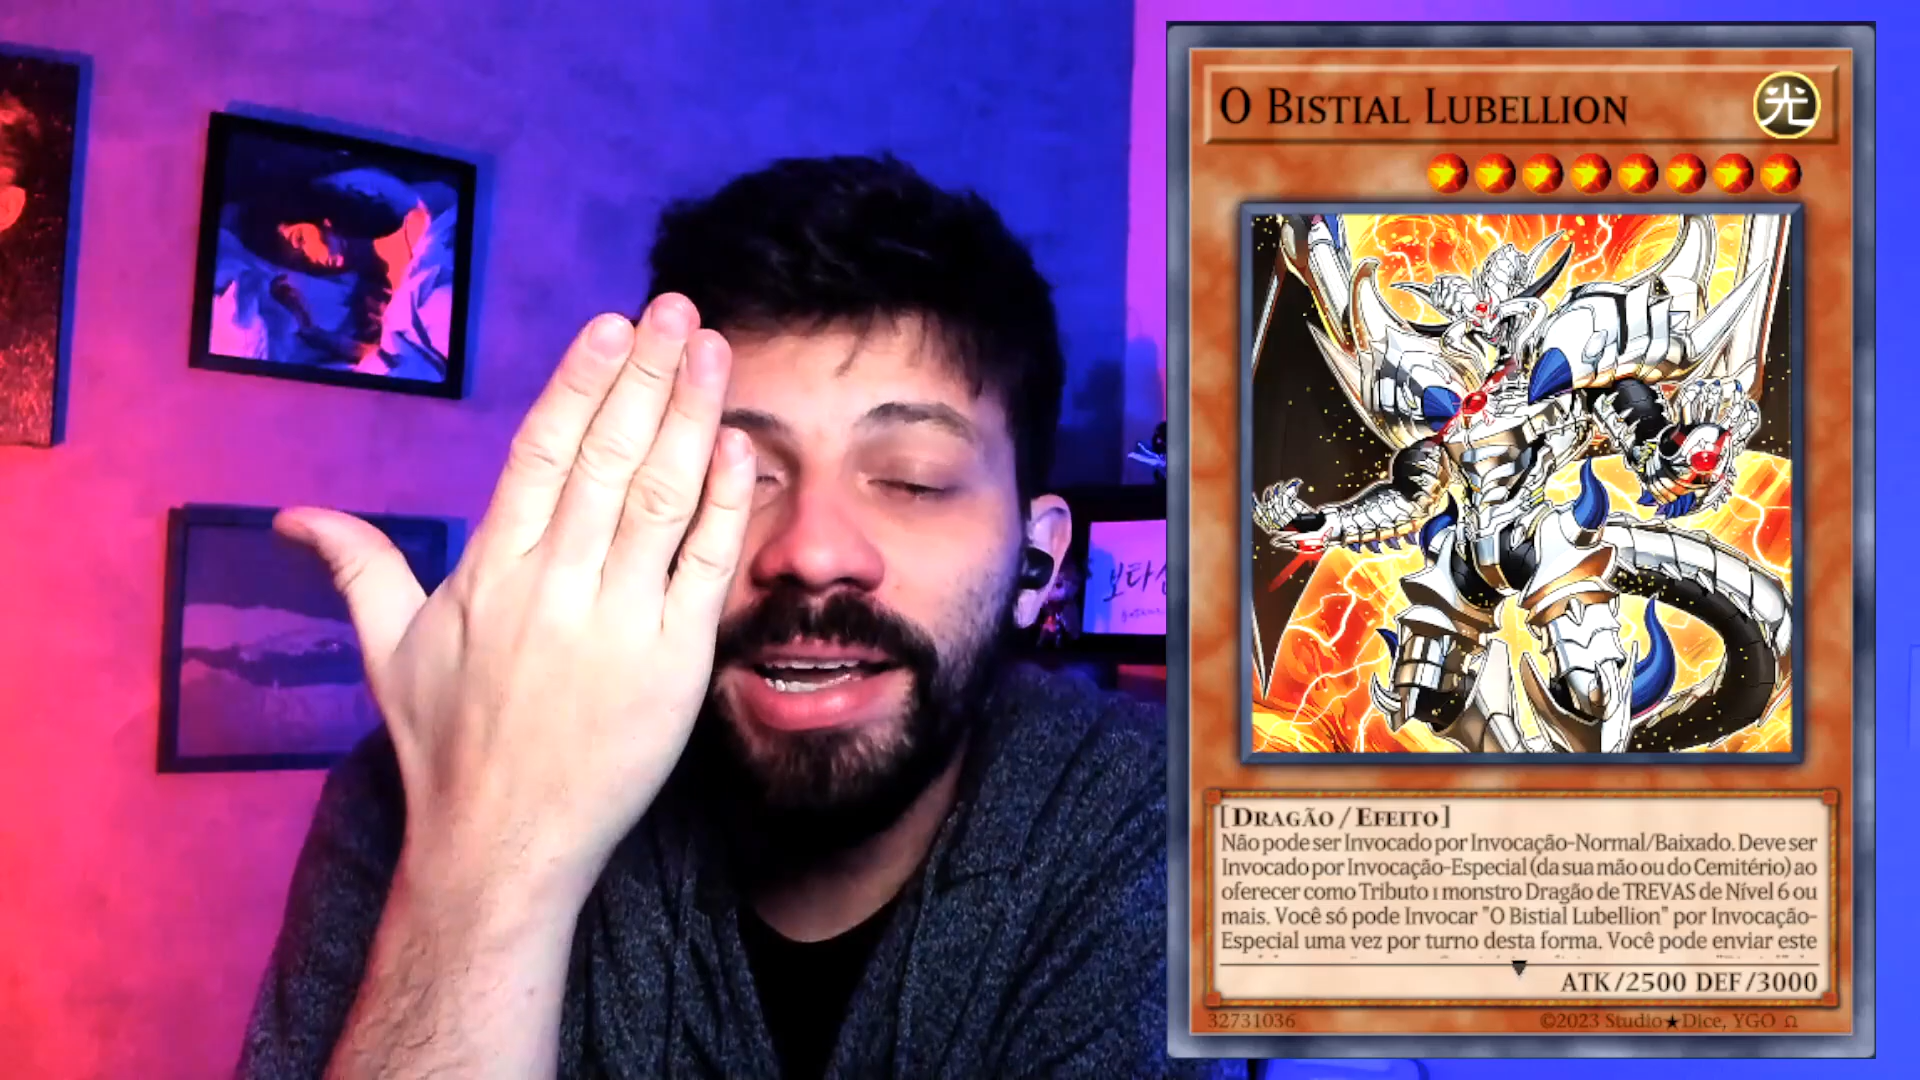 O Bistial Lubellion
光
[Dragão / Efeito]
Não pode ser Invocado por Invocação-Normal/Baixado. Deve ser
Invocado por Invocação-Especial (da sua mão ou do Cemitério) ao
oferecer como Tributo 1 monstro Dragão de TREVAS de Nível 6 ou
mais. Você só pode Invocar "O Bistial Lubellion" por Invocação-
Especial uma vez por turno desta forma. Você pode enviar este
ATK/2500 DEF/3000
32731036
©2023 Studio★Dice, YGO Ω
보타